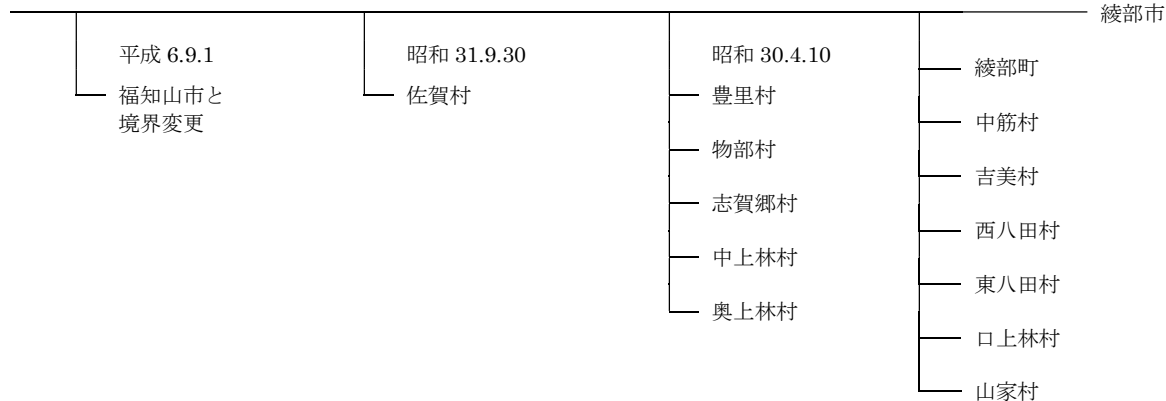 綾部市
平成 6.9.1
福知山市と
境界変更
昭和 31.9.30
佐賀村
昭和 30.4.10
豊里村
物部村
志賀郷村
中上林村
奥上林村
綾部町
中筋村
吉美村
西八田村
東八田村
口上林村
山家村